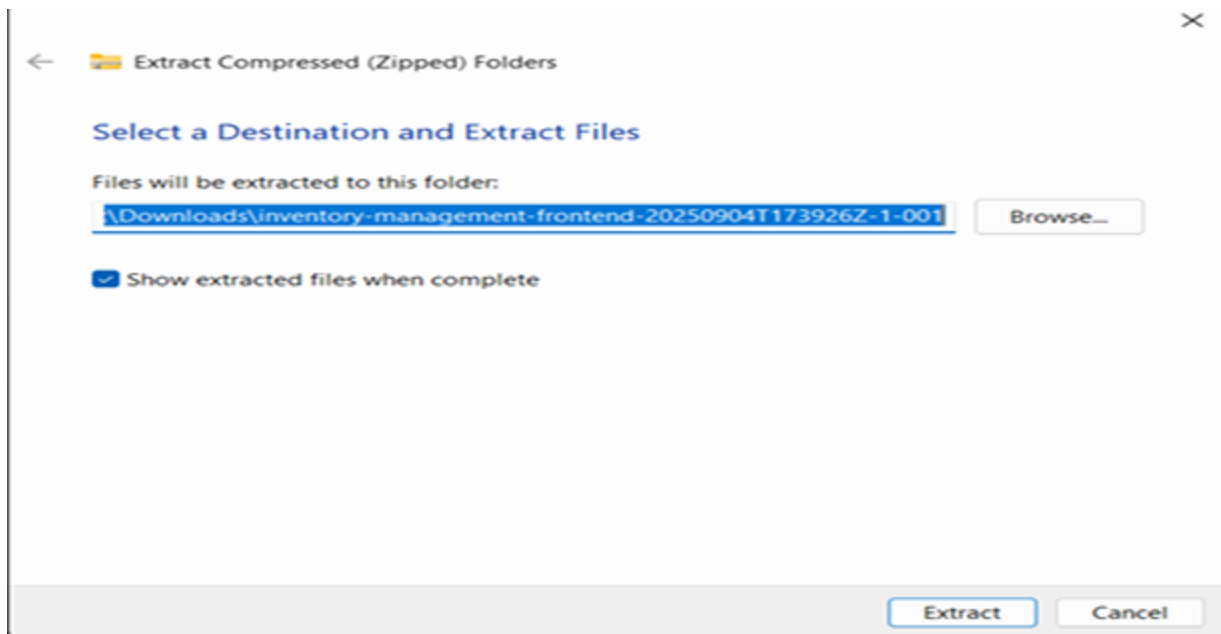 Extract Compressed (Zipped) Folders
Select a Destination and Extract Files
Files will be extracted to this folder:
\Downloads\inventory-management-frontend-20250904T173926Z-1-001
Browse...
Show extracted files when complete
Extract
Cancel